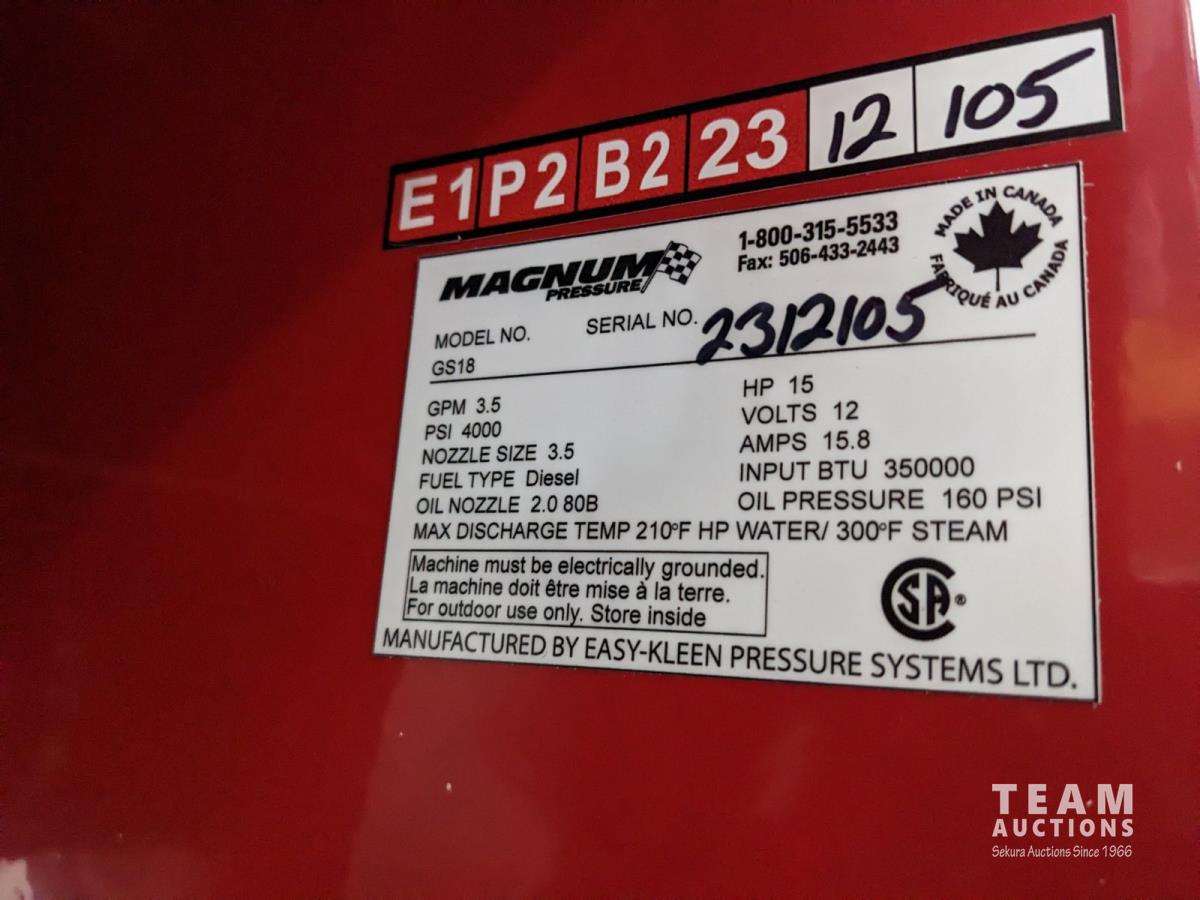 E1 P2 B2 23 12 105
MAGNUM
PRESSURE
1-800-315-5533
Fax: 506-433-2443
MADE IN CANADA
FABRIQUÉ AU CANADA
MODEL NO.
GS18
SERIAL NO. 2312105
GPM 3.5
PSI 4000
NOZZLE SIZE 3.5
FUEL TYPE Diesel
OIL NOZZLE 2.0 80B
HP 15
VOLTS 12
AMPS 15.8
INPUT BTU 350000
OIL PRESSURE 160 PSI
MAX DISCHARGE TEMP 210°F HP WATER/ 300°F STEAM
Machine must be electrically grounded.
La machine doit être mise à la terre.
For outdoor use only. Store inside
CSA®
MANUFACTURED BY EASY-KLEEN PRESSURE SYSTEMS LTD.
TEAM
AUCTIONS
Sekura Auctions Since 1966